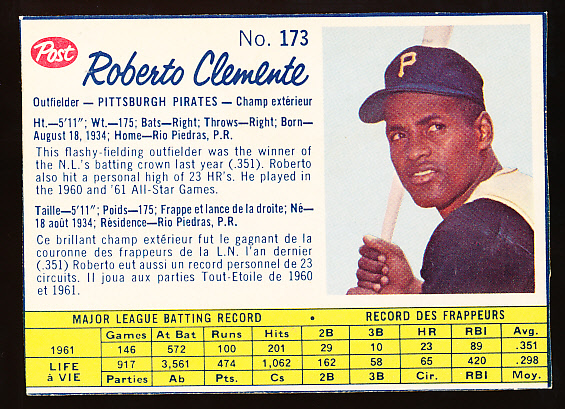 No. 173
Post
Roberto Clemente
Outfielder — PITTSBURGH PIRATES — Champ extérieur
Ht.—5'11"; Wt.—175; Bats—Right; Throws—Right; Born—
August 18, 1934; Home—Rio Piedras, P.R.
This flashy-fielding outfielder was the winner of
the N.L.'s batting crown last year (.351). Roberto
also hit a personal high of 23 HR's. He played in
the 1960 and '61 All-Star Games.
Taille—5'11"; Poids—175; Frappe et lance de la droite; Né—
18 août 1934; Résidence—Rio Piedras, P.R.
Ce brillant champ extérieur fut le gagnant de la
couronne des frappeurs de la L.N. l'an dernier
(.351) Roberto eut aussi un record personnel de 23
circuits. Il joua aux parties Tout-Etoile de 1960
et 1961.
P
MAJOR LEAGUE BATTING RECORD • RECORD DES FRAPPEURS
Games At Bat Runs Hits 2B 3B HR RBI Avg.
1961 146 572 100 201 29 10 23 89 .351
LIFE 917 3,561 474 1,062 162 58 65 420 .298
à VIE Parties Ab Pts. Cs 2B 3B Cir. RBI Moy.